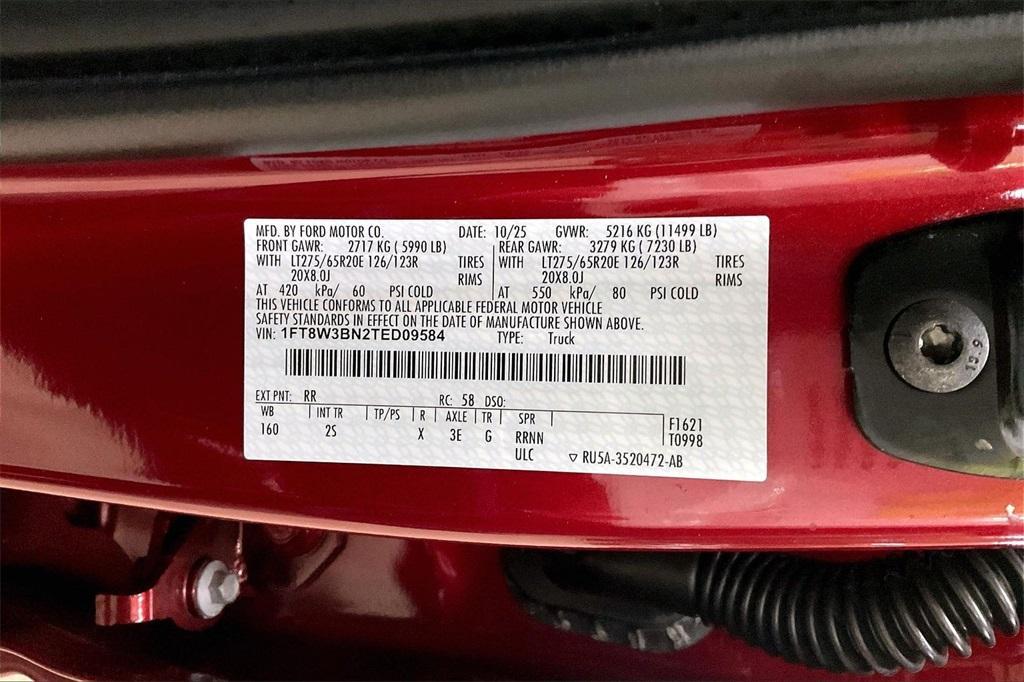 MFD. BY FORD MOTOR CO. DATE: 10/25 GVWR: 5216 KG (11499 LB)
FRONT GAWR: 2717 KG ( 5990 LB) REAR GAWR: 3279 KG ( 7230 LB)
WITH LT275/65R20E 126/123R TIRES WITH LT275/65R20E 126/123R TIRES
20X8.0J RIMS 20X8.0J RIMS
AT 420 kPa/ 60 PSI COLD AT 550 kPa/ 80 PSI COLD
THIS VEHICLE CONFORMS TO ALL APPLICABLE FEDERAL MOTOR VEHICLE
SAFETY STANDARDS IN EFFECT ON THE DATE OF MANUFACTURE SHOWN ABOVE.
VIN: 1FT8W3BN2TED09584 TYPE: Truck
EXT PNT: RR RC: 58 DSO:
WB INT TR TP/PS R AXLE TR SPR F1621
160 2S X 3E G RRNN T0998
ULC ▽ RU5A-3520472-AB